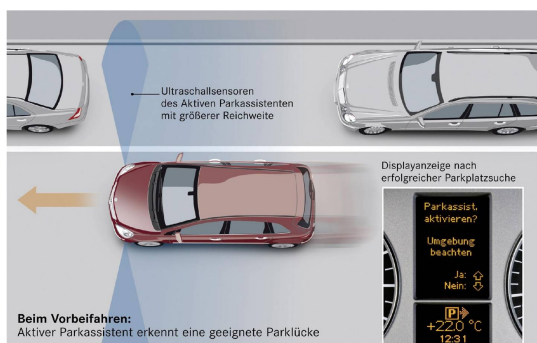 Ultraschallsensoren
des Aktiven Parkassistenten
mit größerer Reichweite
Displayanzeige nach
erfolgreicher Parkplatzsuche
Parkassist.
aktivieren?
Umgebung
beachten
Ja:
Nein:
P
+22.0 °C
12:31
Beim Vorbeifahren:
Aktiver Parkassistent erkennt eine geeignete Parklücke